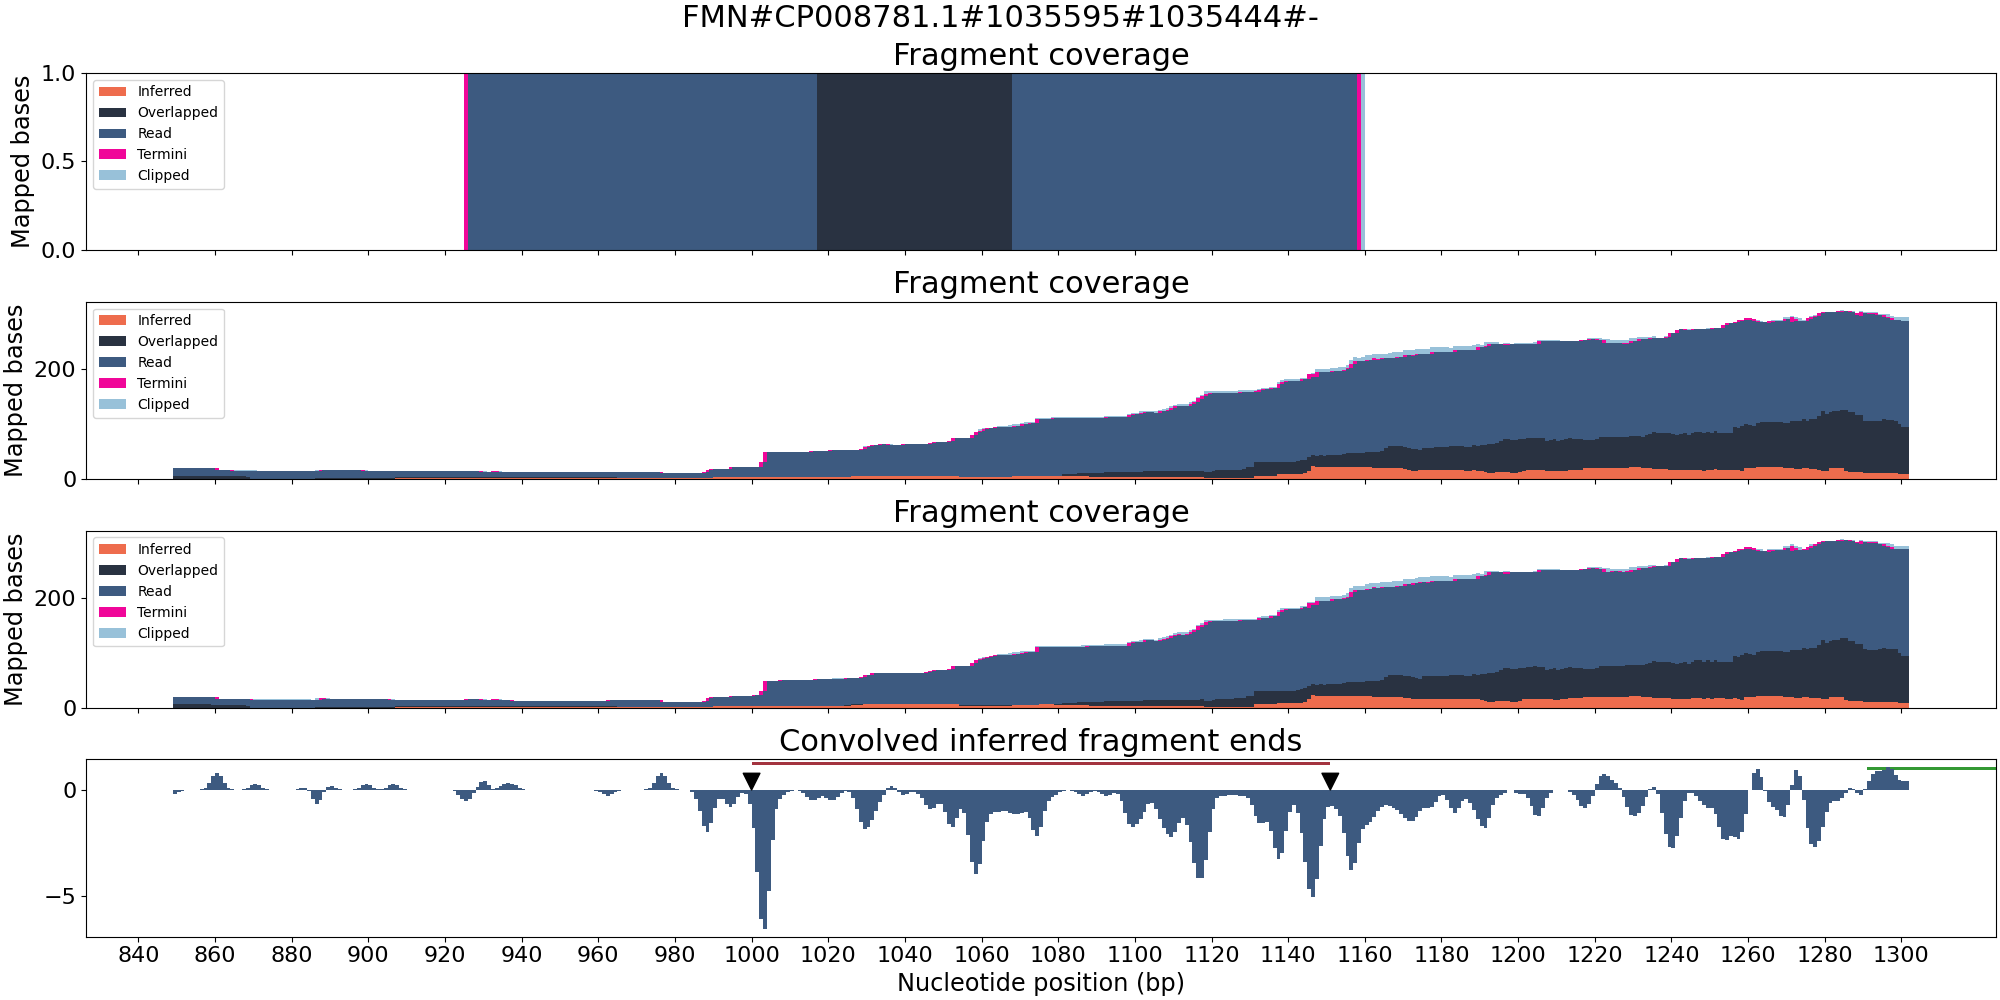 FMN#CP008781.1#1035595#1035444#-
Fragment coverage
Mapped bases
1.0
0.5
0.0
Inferred
Overlapped
Read
Termini
Clipped
Fragment coverage
Mapped bases
200
0
Inferred
Overlapped
Read
Termini
Clipped
Fragment coverage
Mapped bases
200
0
Inferred
Overlapped
Read
Termini
Clipped
Convolved inferred fragment ends
0
−5
840 860 880 900 920 940 960 980 1000 1020 1040 1060 1080 1100 1120 1140 1160 1180 1200 1220 1240 1260 1280 1300
Nucleotide position (bp)